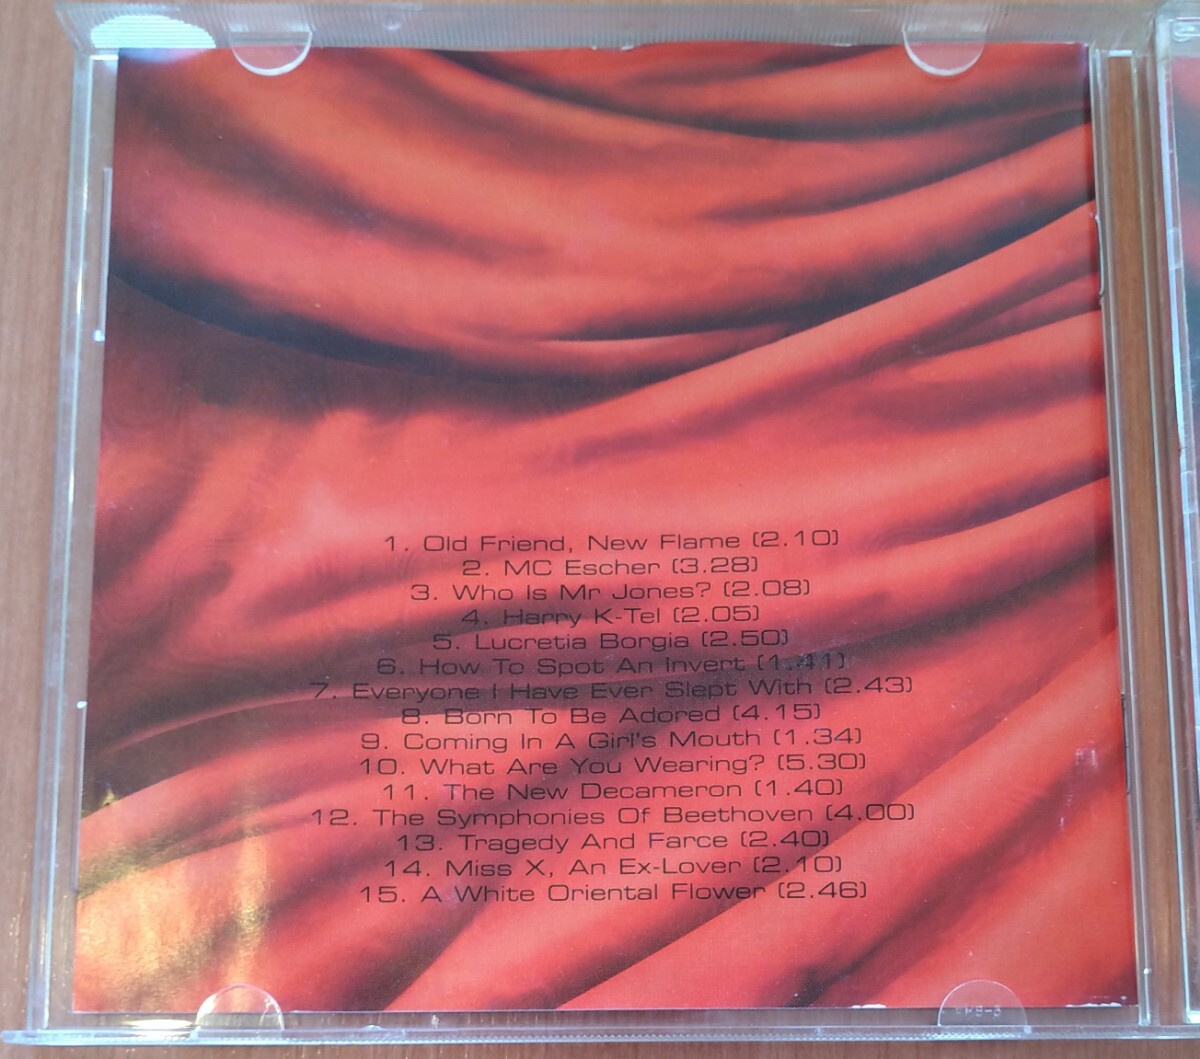 1. Old Friend, New Flame (2.10)
2. MC Escher (3.28)
3. Who Is Mr Jones? (2.08)
4. Harry K-Tel (2.05)
5. Lucretia Borgia (2.50)
6. How To Spot An Invert (1.41)
7. Everyone I Have Ever Slept With (2.43)
8. Born To Be Adored (4.15)
9. Coming In A Girl's Mouth (1.34)
10. What Are You Wearing? (5.30)
11. The New Decameron (1.40)
12. The Symphonies Of Beethoven (4.00)
13. Tragedy And Farce (2.40)
14. Miss X, An Ex-Lover (2.10)
15. A White Oriental Flower (2.46)